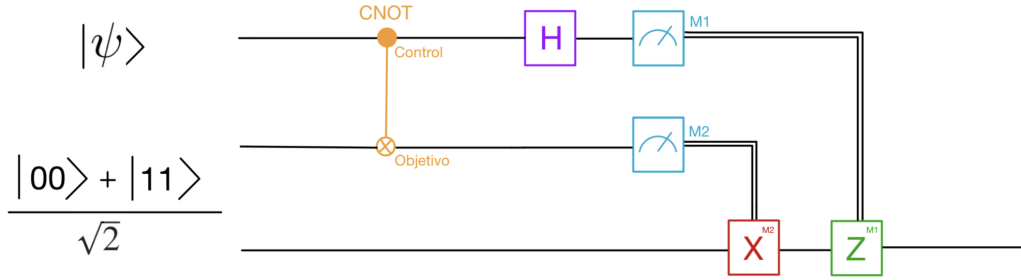 CNOT
M1
|ψ⟩
Control
H
M2
Objetivo
|00⟩ + |11⟩
√2
X M2
Z M1